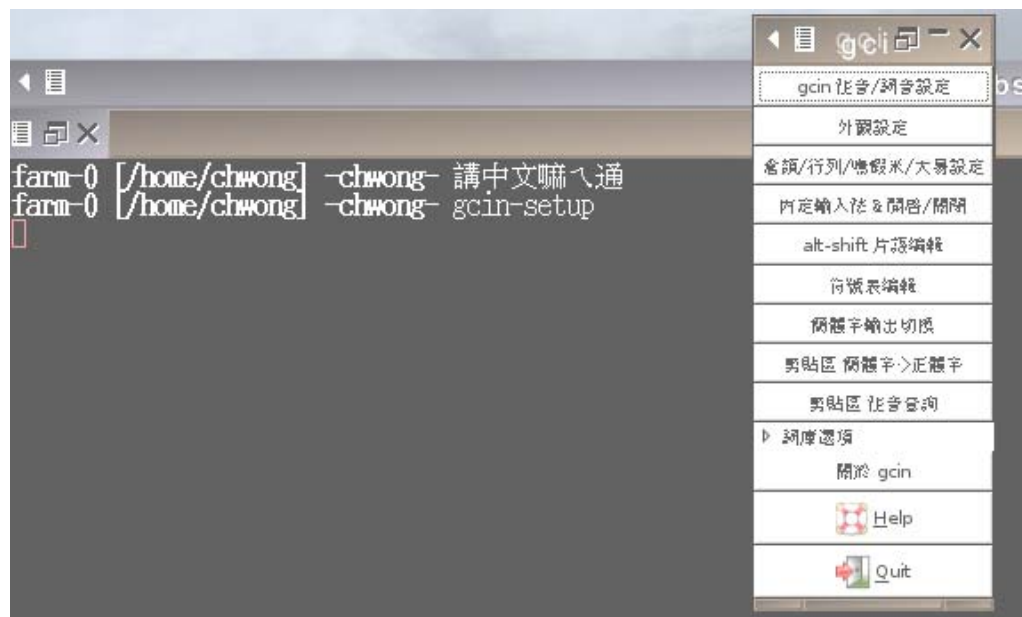 farm-0 [/home/chwong] -chwong- 講中文嘛ㄟ通
farm-0 [/home/chwong] -chwong- gcin-setup
gci
gcin 注音/詞音設定
外觀設定
倉頡/行列/嘸蝦米/大易設定
內定輸入法 & 開啓/關閉
alt-shift 片語編輯
符號表編輯
簡體字輸出切換
剪貼區 簡體字->正體字
剪貼區 注音查詢
詞庫選項
關於 gcin
Help
Quit